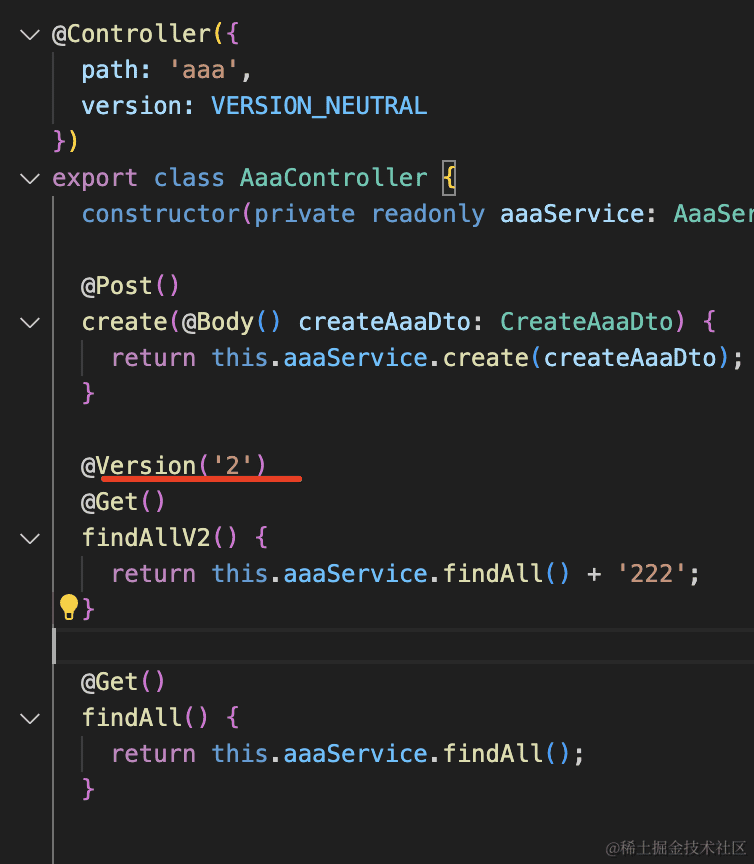 @Controller({
  path: 'aaa',
  version: VERSION_NEUTRAL
})
export class AaaController {
  constructor(private readonly aaaService: AaaSer
  @Post()
  create(@Body() createAaaDto: CreateAaaDto) {
    return this.aaaService.create(createAaaDto);
  }
  @Version('2')
  @Get()
  findAllV2() {
    return this.aaaService.findAll() + '222';
  }
  @Get()
  findAll() {
    return this.aaaService.findAll();
  }
@稀土掘金技术社区